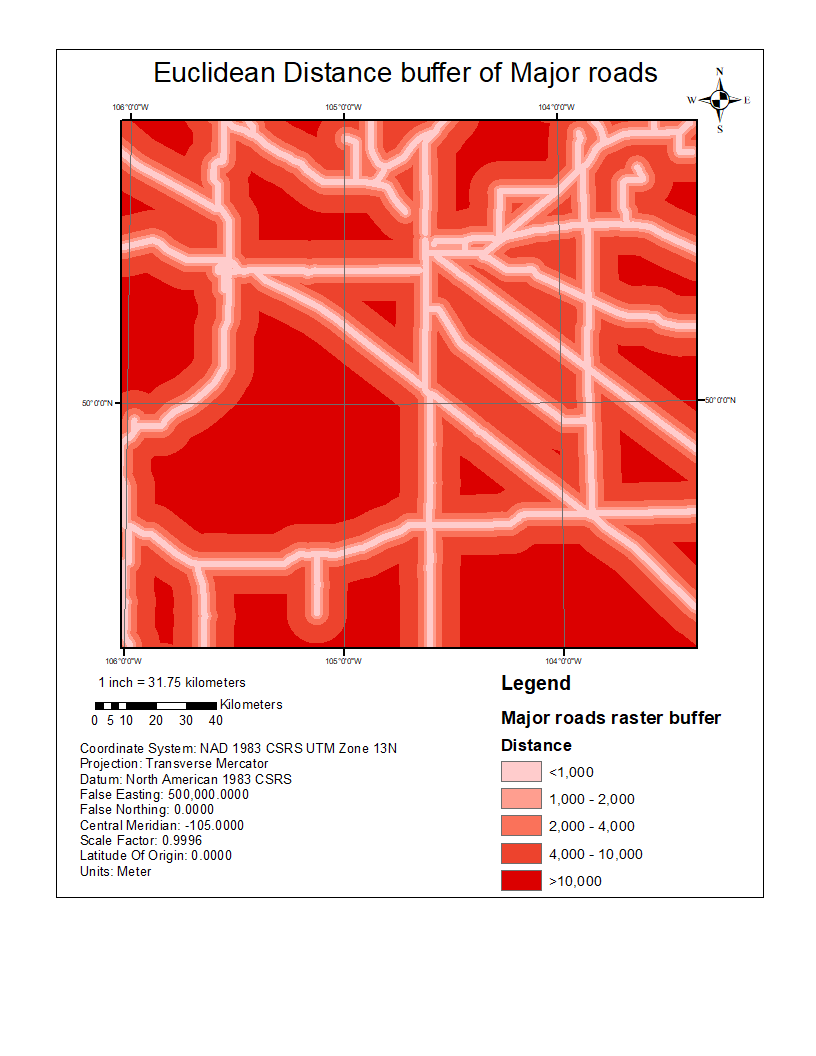 Euclidean Distance buffer of Major roads
N
W E
S
106°0'0"W 105°0'0"W 104°0'0"W
50°0'0"N 50°0'0"N
106°0'0"W 105°0'0"W 104°0'0"W
1 inch = 31.75 kilometers
Kilometers
0 5 10 20 30 40
Coordinate System: NAD 1983 CSRS UTM Zone 13N
Projection: Transverse Mercator
Datum: North American 1983 CSRS
False Easting: 500,000.0000
False Northing: 0.0000
Central Meridian: -105.0000
Scale Factor: 0.9996
Latitude Of Origin: 0.0000
Units: Meter
Legend
Major roads raster buffer
Distance
<1,000
1,000 - 2,000
2,000 - 4,000
4,000 - 10,000
>10,000